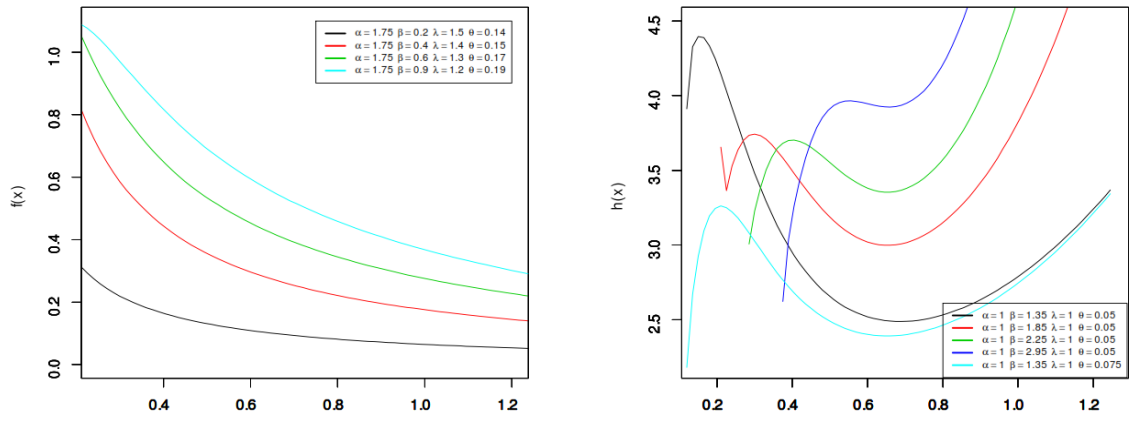 f(x)
1.0
0.8
0.6
0.4
0.2
0.0
α = 1.75 β = 0.2 λ = 1.5 θ = 0.14
α = 1.75 β = 0.4 λ = 1.4 θ = 0.15
α = 1.75 β = 0.6 λ = 1.3 θ = 0.17
α = 1.75 β = 0.9 λ = 1.2 θ = 0.19
0.4 0.6 0.8 1.0 1.2
h(x)
4.5
4.0
3.5
3.0
2.5
α = 1 β = 1.35 λ = 1 θ = 0.05
α = 1 β = 1.85 λ = 1 θ = 0.05
α = 1 β = 2.25 λ = 1 θ = 0.05
α = 1 β = 2.95 λ = 1 θ = 0.05
α = 1 β = 1.35 λ = 1 θ = 0.075
0.2 0.4 0.6 0.8 1.0 1.2